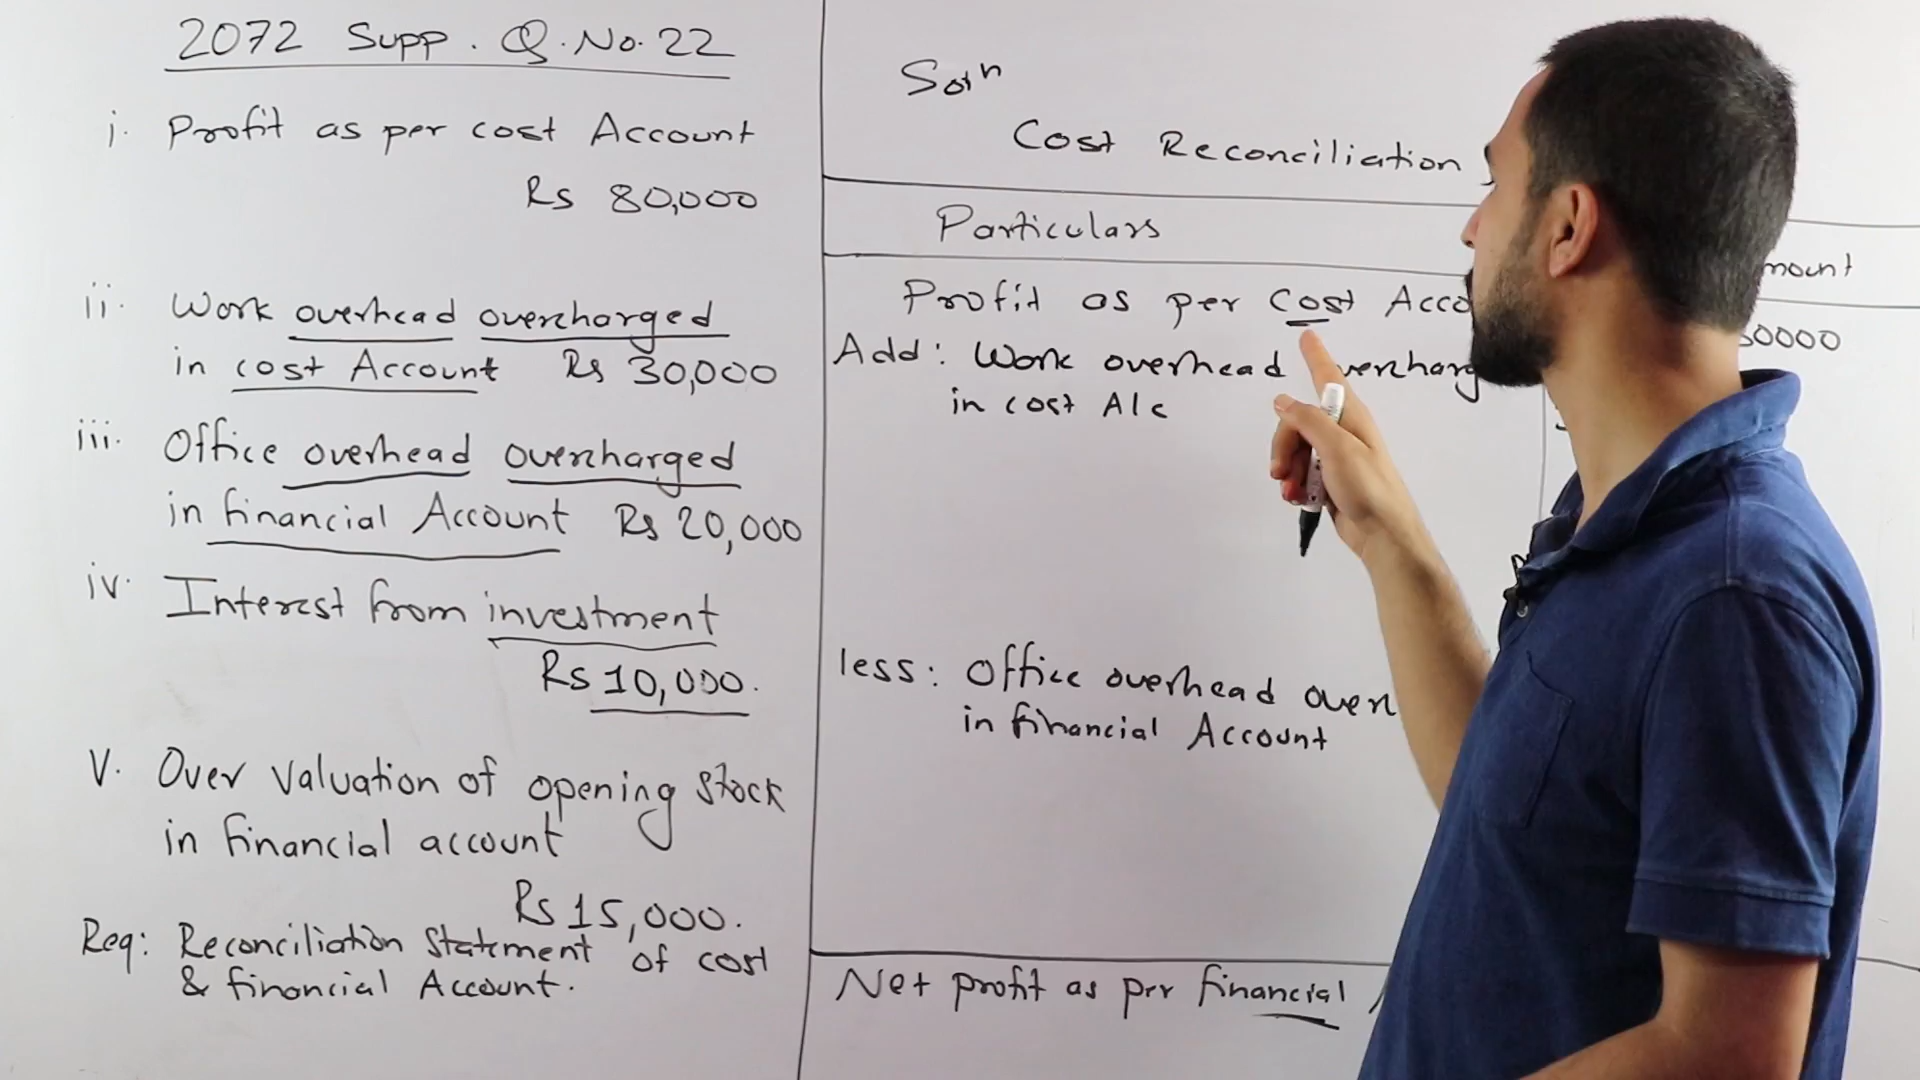 2072 Supp. Q.No.22
i. Profit as per cost Account
Rs 80,000
ii. Work overhead overcharged
in cost Account Rs 30,000
iii. Office overhead overcharged
in financial Account Rs 20,000
iv. Interest from investment
Rs 10,000.
V. Over valuation of opening stock
in financial account
Rs 15,000.
Req: Reconciliation Statement of cost
& financial Account.
Solⁿ
Cost Reconciliation
Particulars
Profit as per cost
Add: Work overhead
in cost A/c
less: Office overhead
in financial Account
Net profit as per financial